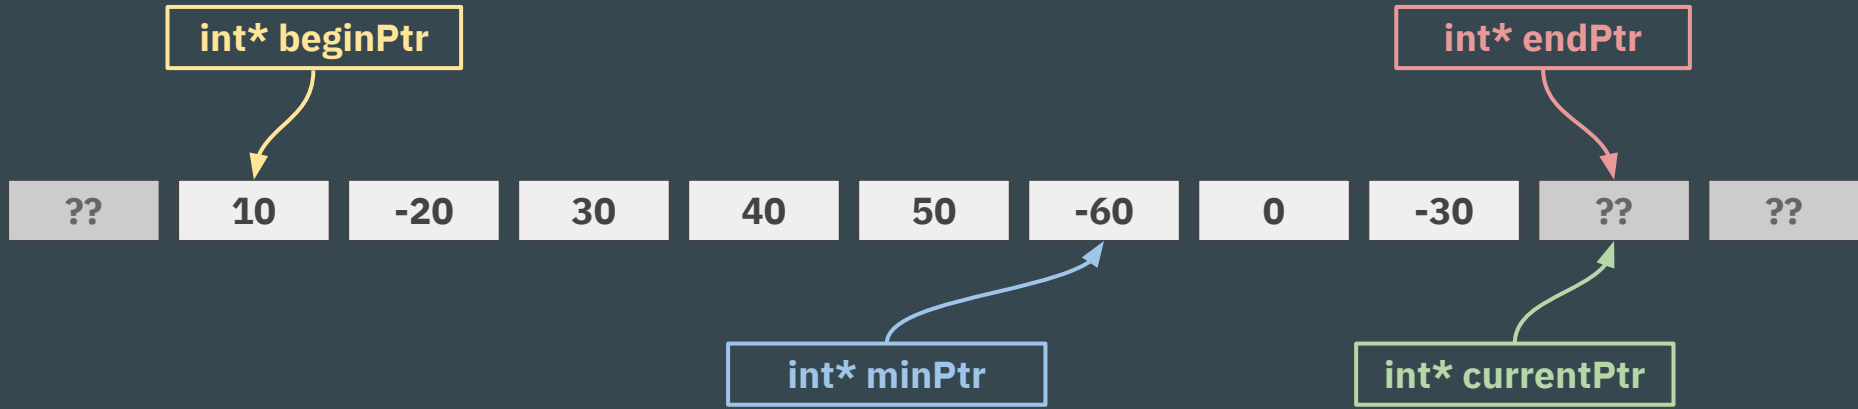 int* beginPtr int* endPtr
?? 10 -20 30 40 50 -60 0 -30 ?? ??
int* minPtr int* currentPtr